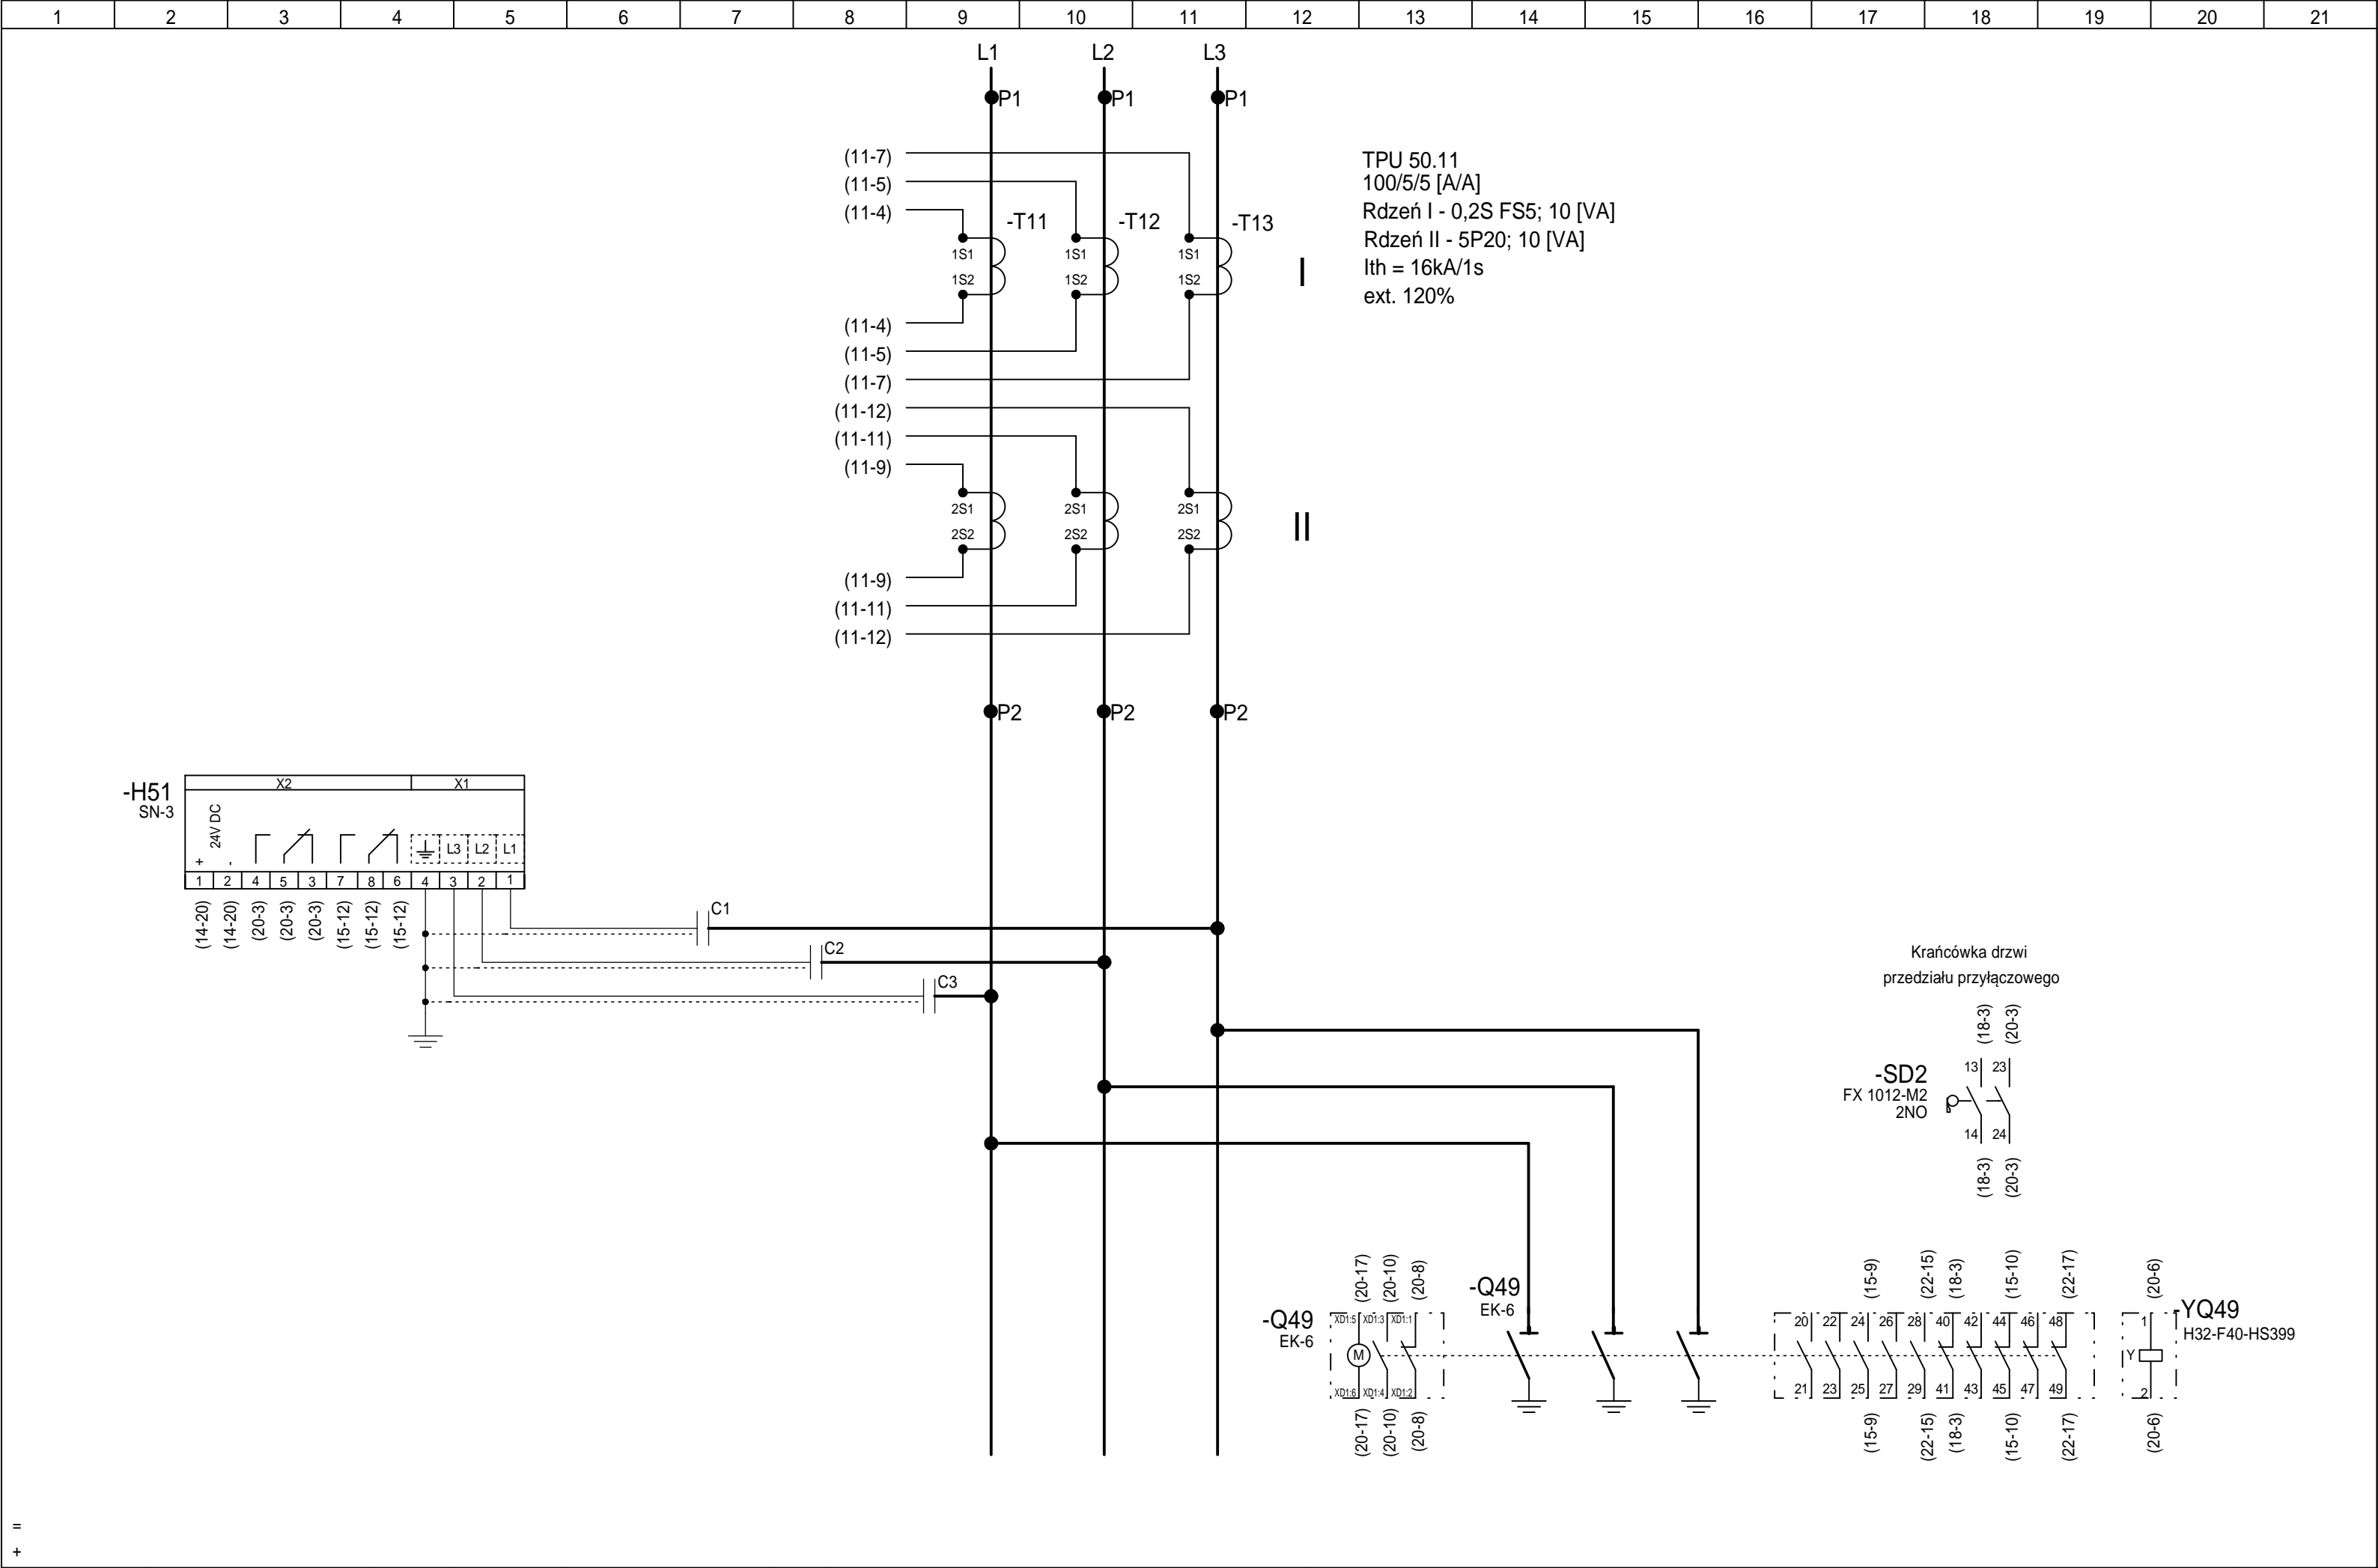 1 2 3 4 5 6 7 8 9 10 11 12 13 14 15 16 17 18 19 20 21
L1 L2 L3
P1 P1 P1
(11-7)
(11-5)
(11-4)
-T11 -T12 -T13
1S1 1S1 1S1
1S2 1S2 1S2
I
TPU 50.11
100/5/5 [A/A]
Rdzeń I - 0,2S FS5; 10 [VA]
Rdzeń II - 5P20; 10 [VA]
Ith = 16kA/1s
ext. 120%
(11-4)
(11-5)
(11-7)
(11-12)
(11-11)
(11-9)
2S1 2S1 2S1
2S2 2S2 2S2
II
(11-9)
(11-11)
(11-12)
P2 P2 P2
-H51
SN-3
X2 X1
24V DC
+ -
L3 L2 L1
1 2 4 5 3 7 8 6 4 3 2 1
(14-20) (14-20) (20-3) (20-3) (20-3) (15-12) (15-12) (15-12)
C1
C2
C3
Krańcówka drzwi
przedziału przyłączowego
(18-3) (20-3)
-SD2
FX 1012-M2
2NO
13 23
14 24
(18-3) (20-3)
(20-17) (20-10) (20-8)
-Q49
EK-6
XD1:5 XD1:3 XD1:1
M
XD1:6 XD1:4 XD1:2
(20-17) (20-10) (20-8)
-Q49
EK-6
(15-9) (22-15) (18-3) (15-10) (22-17)
20 22 24 26 28 40 42 44 46 48
21 23 25 27 29 41 43 45 47 49
(15-9) (22-15) (18-3) (15-10) (22-17)
(20-6)
-YQ49
H32-F40-HS399
1
Y
2
(20-6)
=
+